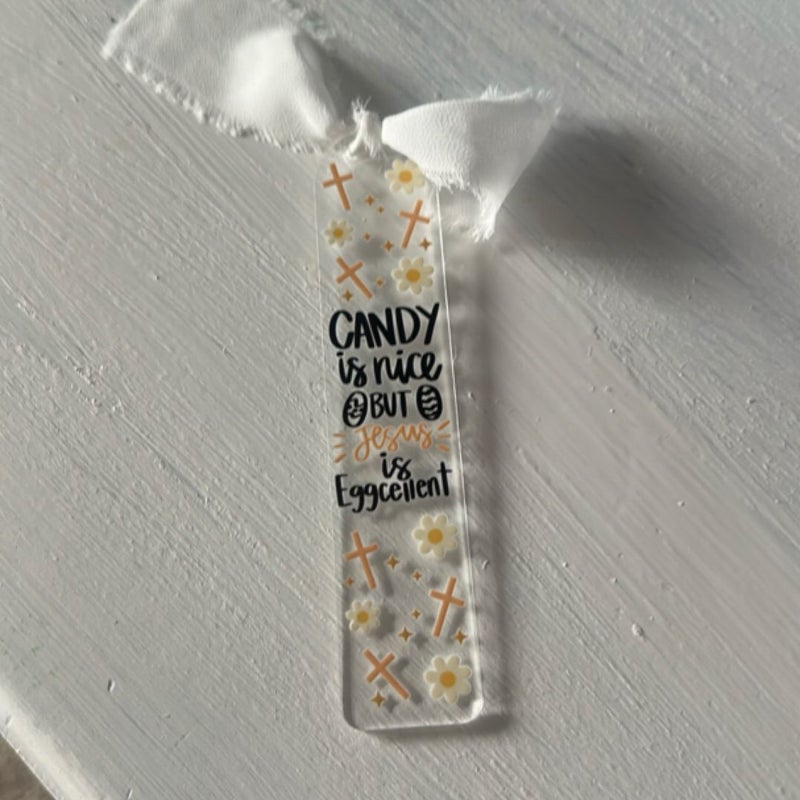 CANDY
is nice
BUT
Jesus
is
Eggcellent